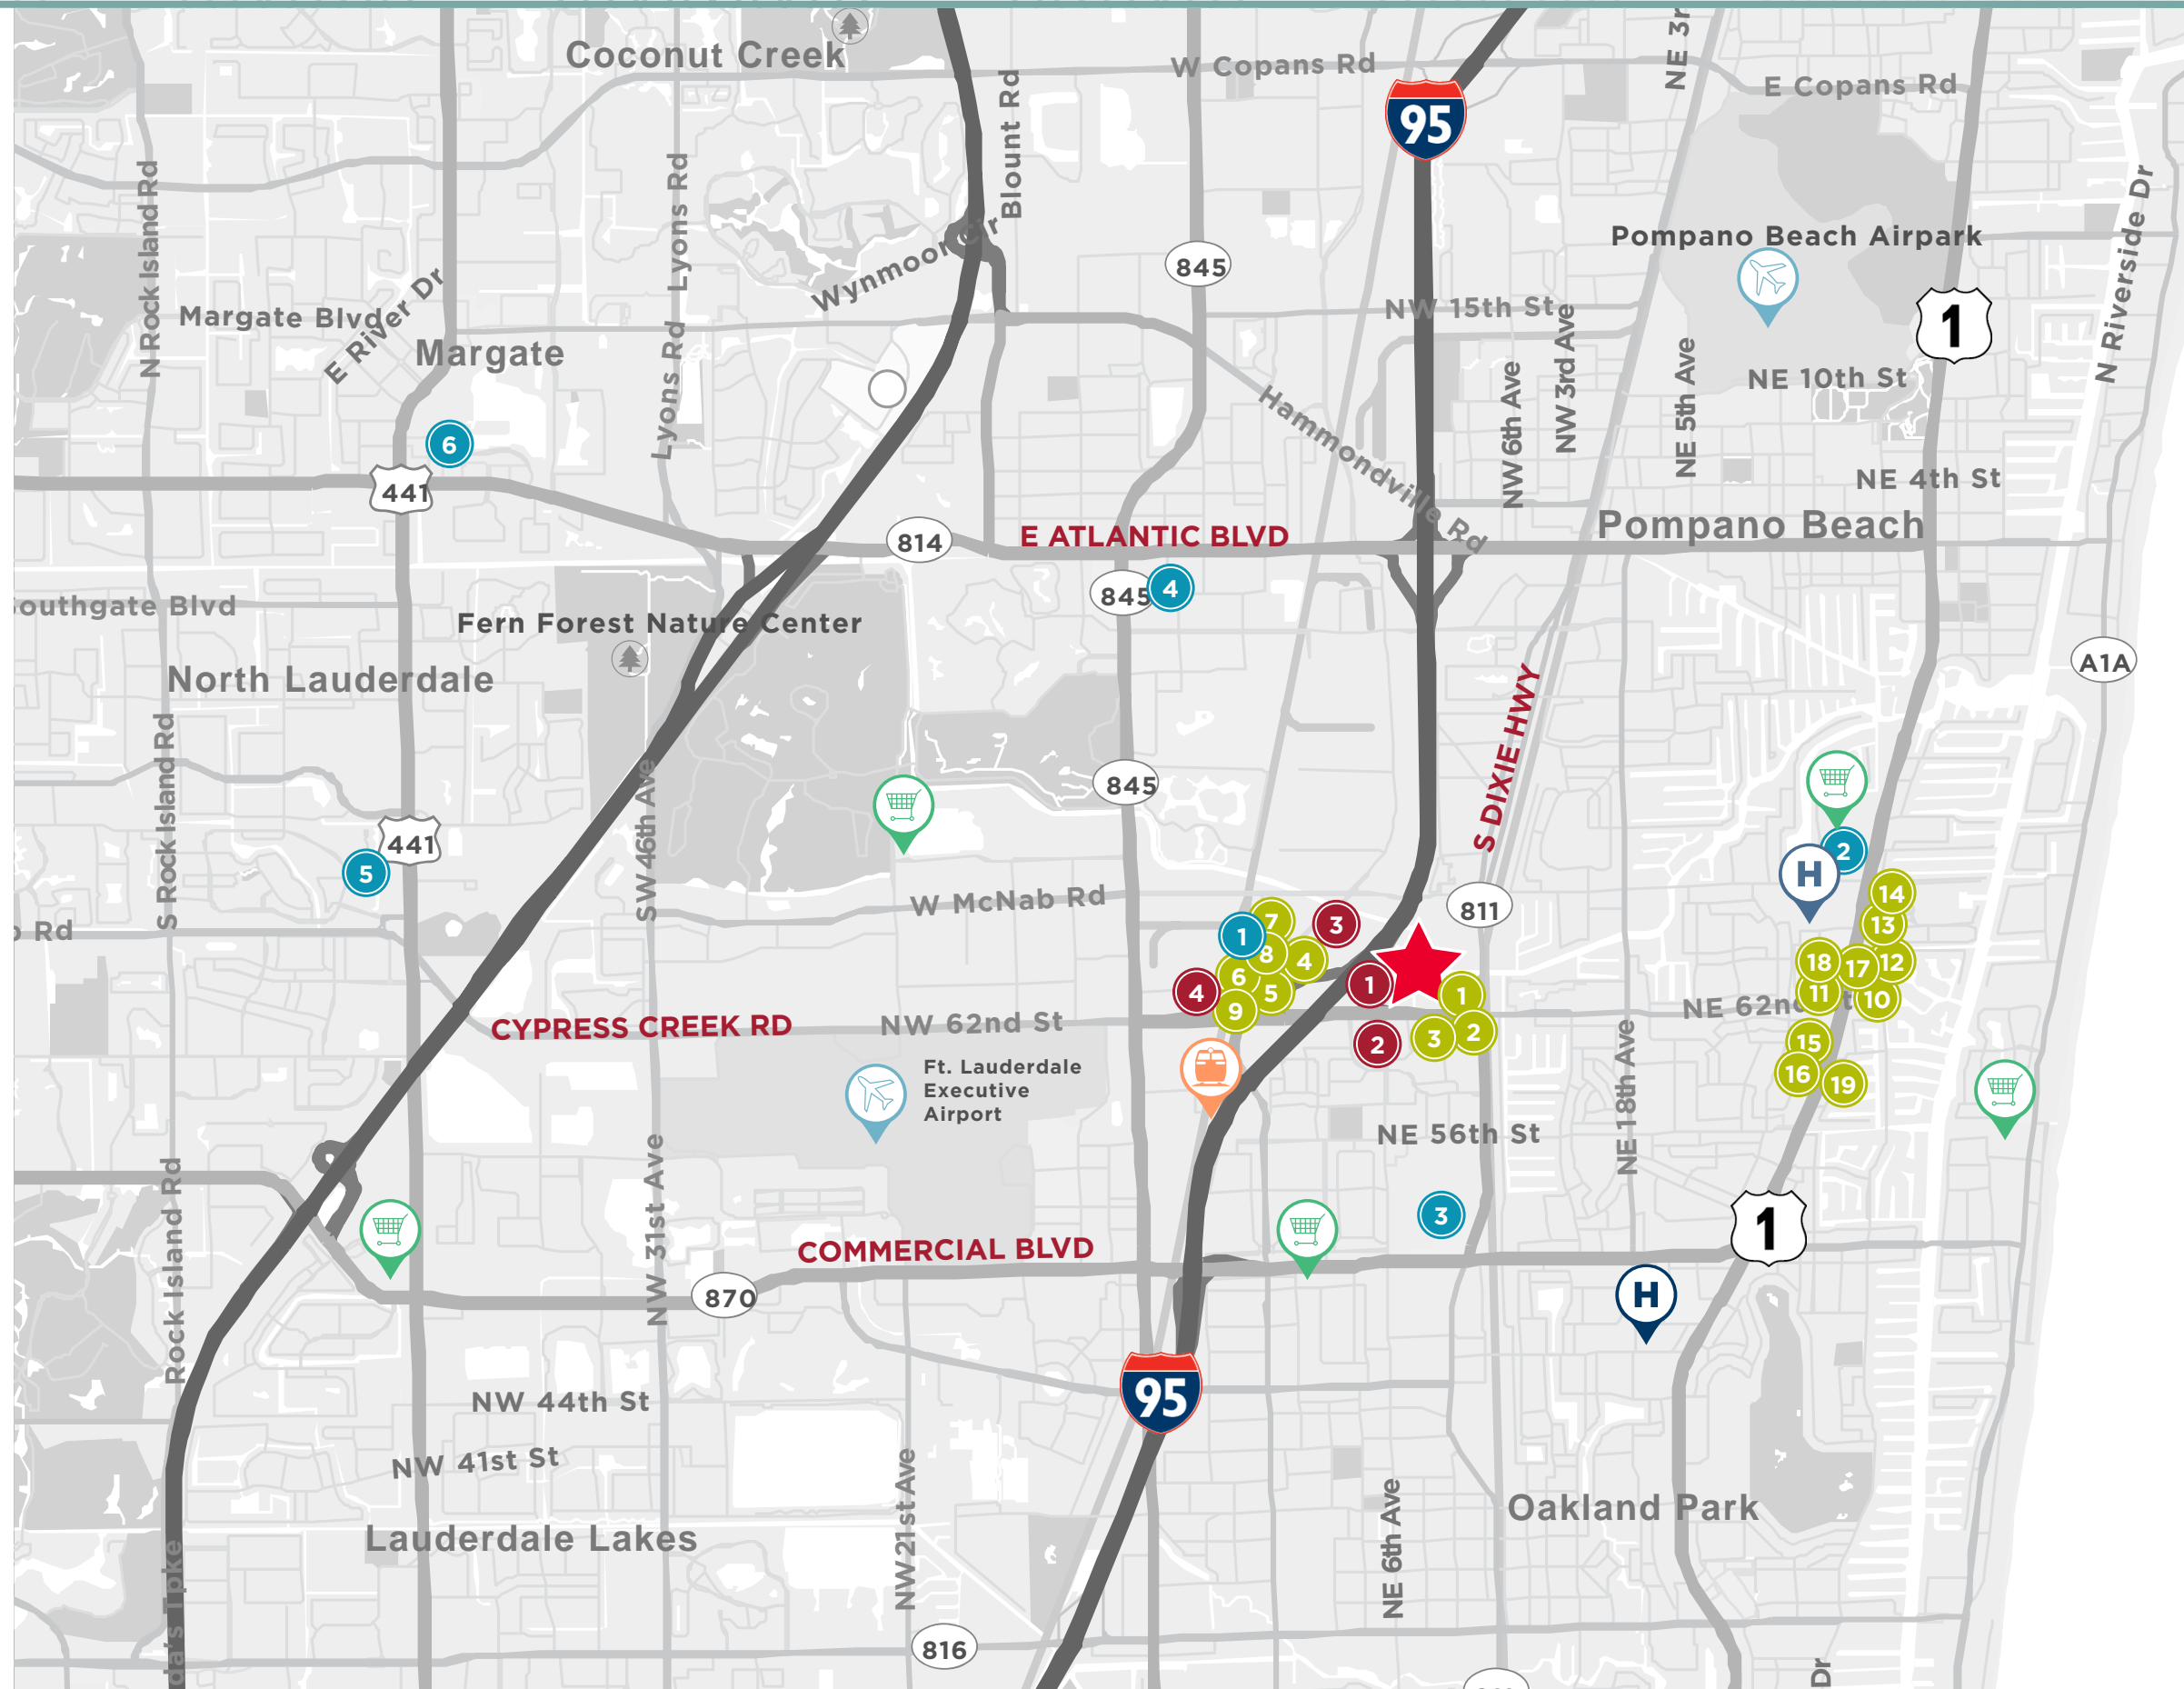 Coconut Creek
W Copans Rd
NE 3r
E Copans Rd
95
Blount Rd
N Rock Island Rd
Lyons Rd
N Riverside Dr
Wynmoor Cir
Pompano Beach Airpark
845
Margate Blvd
E River Dr
NW 15th St
1
Margate
Lyons Rd
NW 3rd Ave
NE 5th Ave
NE 10th St
NW 6th Ave
Hammondville Rd
6
441
NE 4th St
814
E ATLANTIC BLVD
Pompano Beach
845
4
outhgate Blvd
Fern Forest Nature Center
North Lauderdale
A1A
S DIXIE HWY
S Rock Island Rd
SW 46th Ave
845
441
5
2
H
W McNab Rd
811
14
13
Rd
7
3
1
8
4
6
5
4
9
1
1
18
17
12
11
10
CYPRESS CREEK RD
NW 62nd St
NE 62nd St
2
3
2
15
16
19
Ft. Lauderdale
Executive
Airport
NE 18th Ave
NE 56th St
Rock Island Rd
NW 31st Ave
3
1
COMMERCIAL BLVD
870
H
95
NW 44th St
NW 41st St
NW 21st Ave
NE 6th Ave
Oakland Park
Lauderdale Lakes
da's Tpke
816
Dr